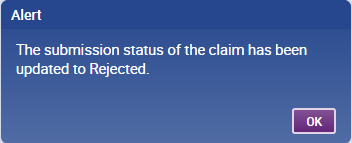 Alert
The submission status of the claim has been
updated to Rejected.
OK